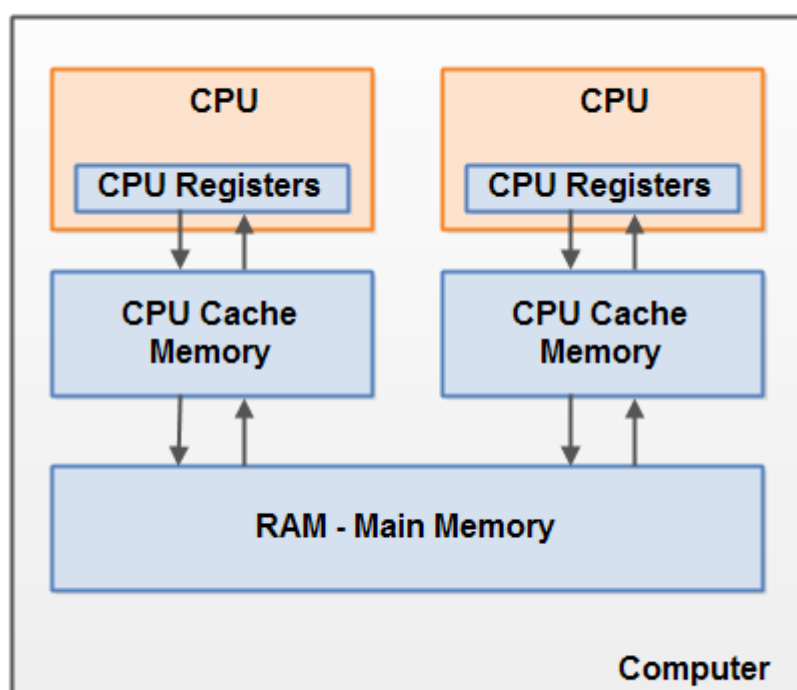 CPU
CPU
CPU Registers
CPU Registers
CPU Cache
Memory
CPU Cache
Memory
RAM - Main Memory
Computer